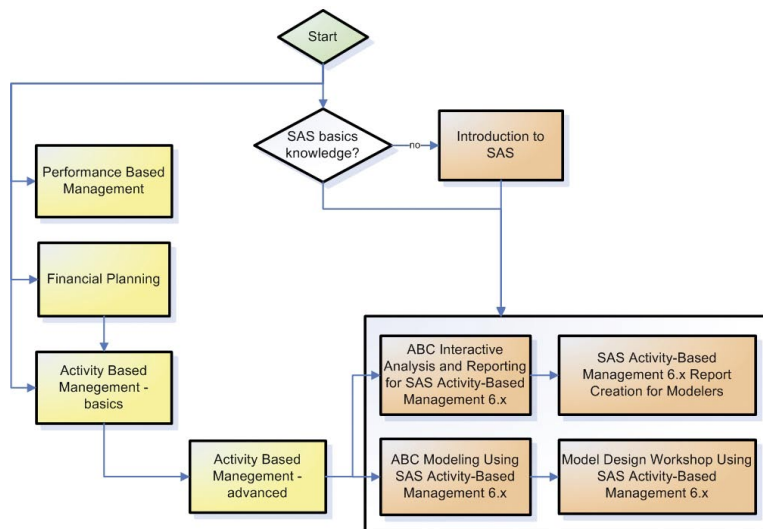 Start
SAS basics
knowledge?
no
Introduction to
SAS
Performance Based
Management
Financial Planning
Activity Based
Manegement -
basics
Activity Based
Manegement -
advanced
ABC Interactive
Analysis and Reporting
for SAS Activity-Based
Management 6.x
SAS Activity-Based
Management 6.x Report
Creation for Modelers
ABC Modeling Using
SAS Activity-Based
Management 6.x
Model Design Workshop Using
SAS Activity-Based
Management 6.x